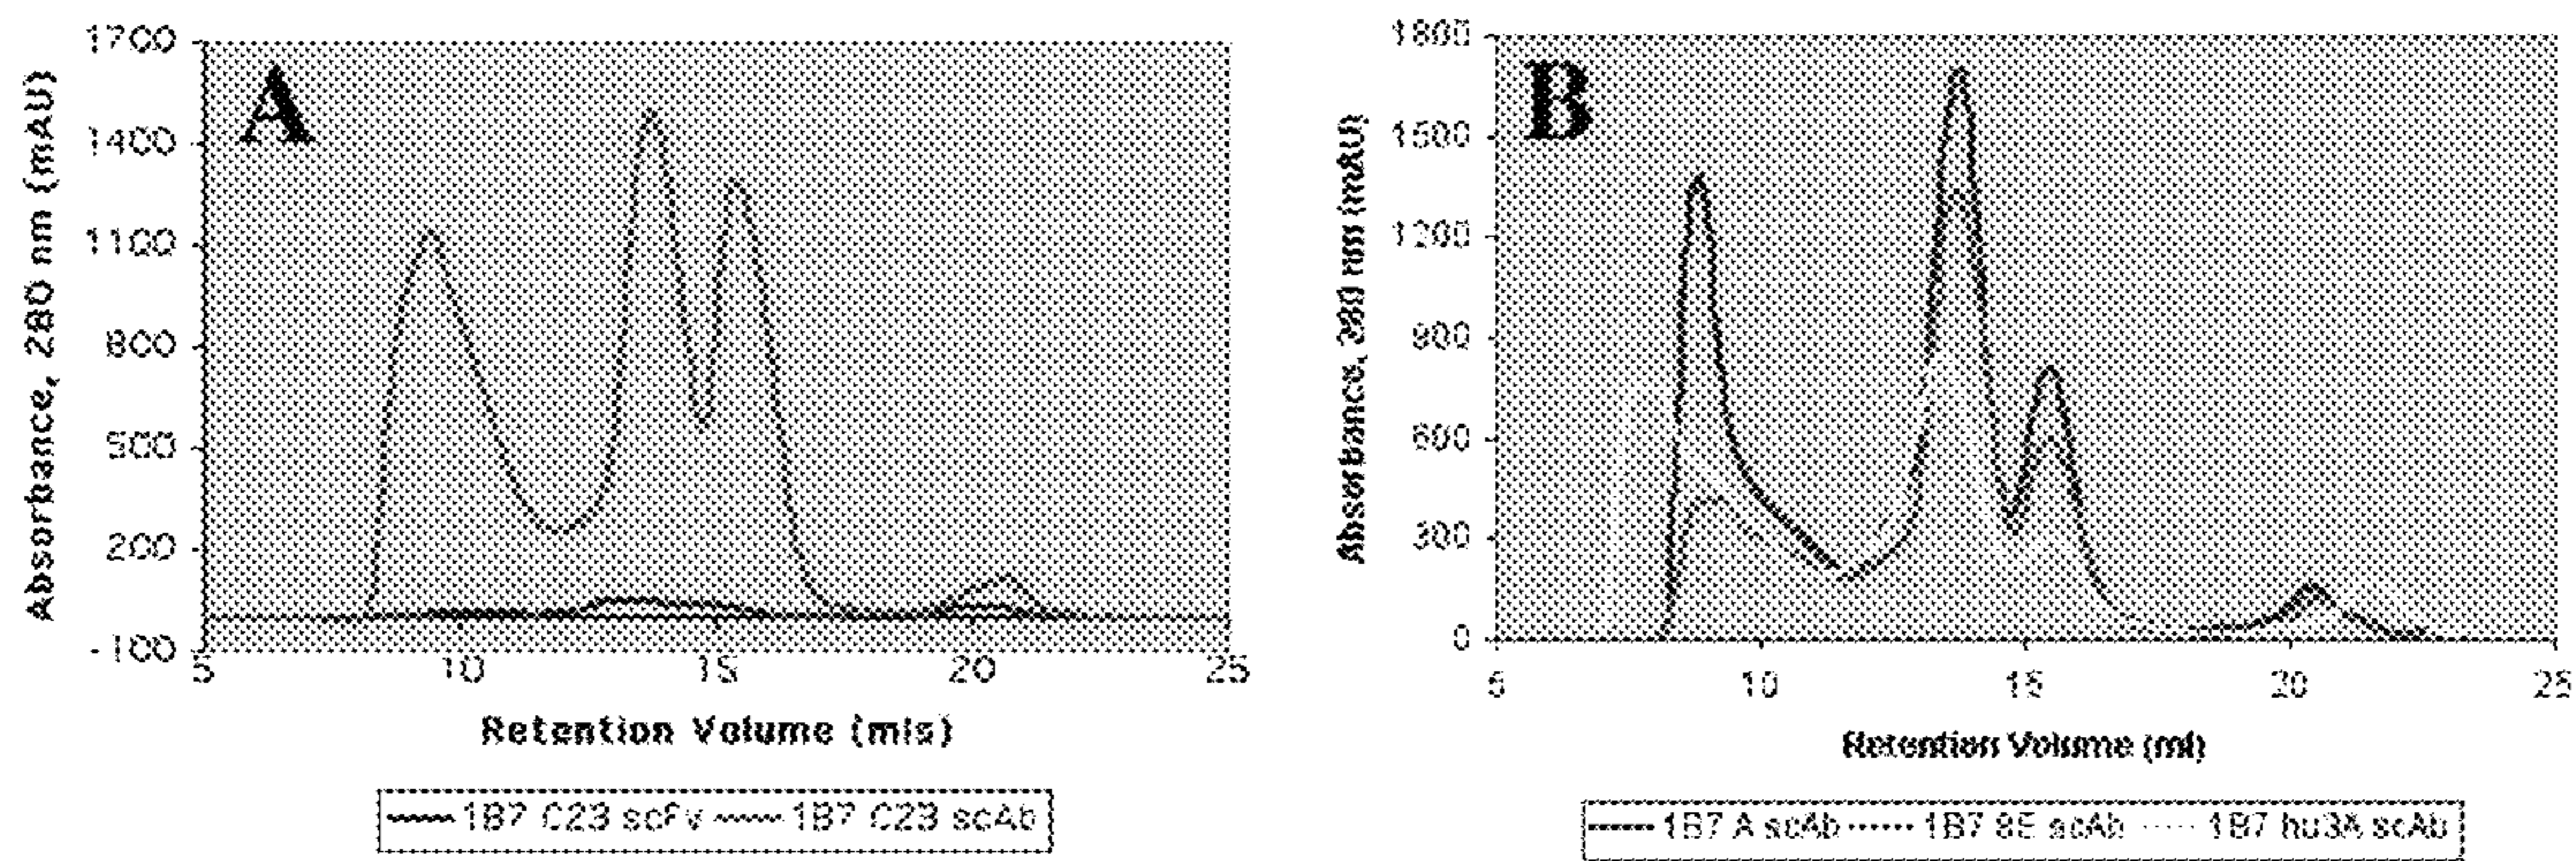 A
Absorbance, 280 nm (mAU)
1700
1400
1100
800
500
200
-100
5 10 15 20 25
Retention Volume (mls)
1B7 C23 scFv 1B7 C23 scAb
B
Absorbance, 280 nm (mAU)
1800
1500
1200
900
600
300
0
5 10 15 20 25
Retention Volume (ml)
1B7 A scAb 1B7 8E scAb 1B7 hu3A scAb